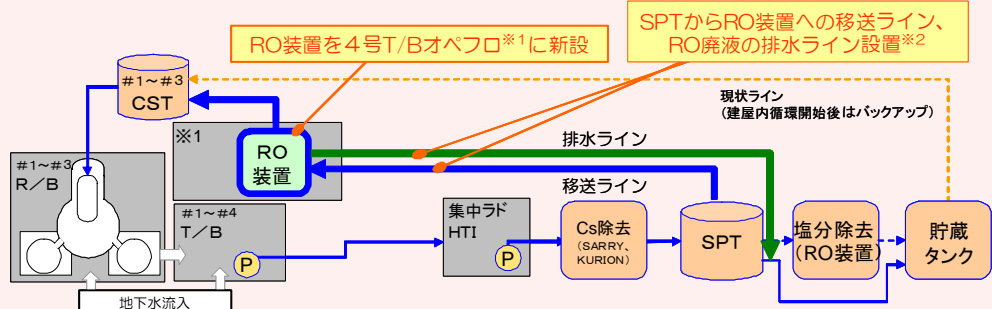 RO装置を4号T/Bオペフロ※1に新設
SPTからRO装置への移送ライン、
RO廃液の排水ライン設置※2
#1~#3
CST
現状ライン
(建屋内循環開始後はバックアップ)
※1
RO
装置
排水ライン
移送ライン
#1~#3
R/B
#1~#4
T/B
P
集中ラド
HTI
P
Cs除去
(SARRY、
KURION)
SPT
塩分除去
(RO装置)
貯蔵
タンク
地下水流入